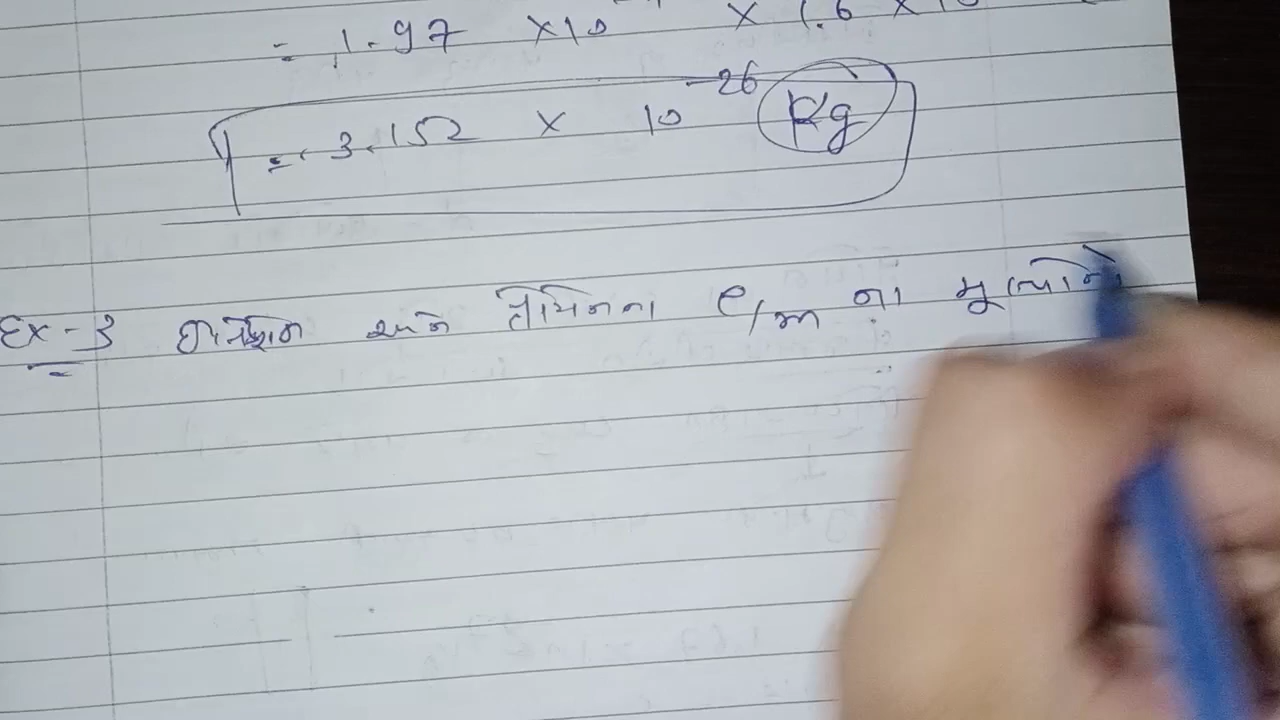 = 1.97 × 10 × 1.6 × 10
= 3.152 × 10⁻²⁶ Kg
Ex - 3 ઇલેક્ટ્રોન અને પ્રોટોનના e/m ના મૂલ્યોને